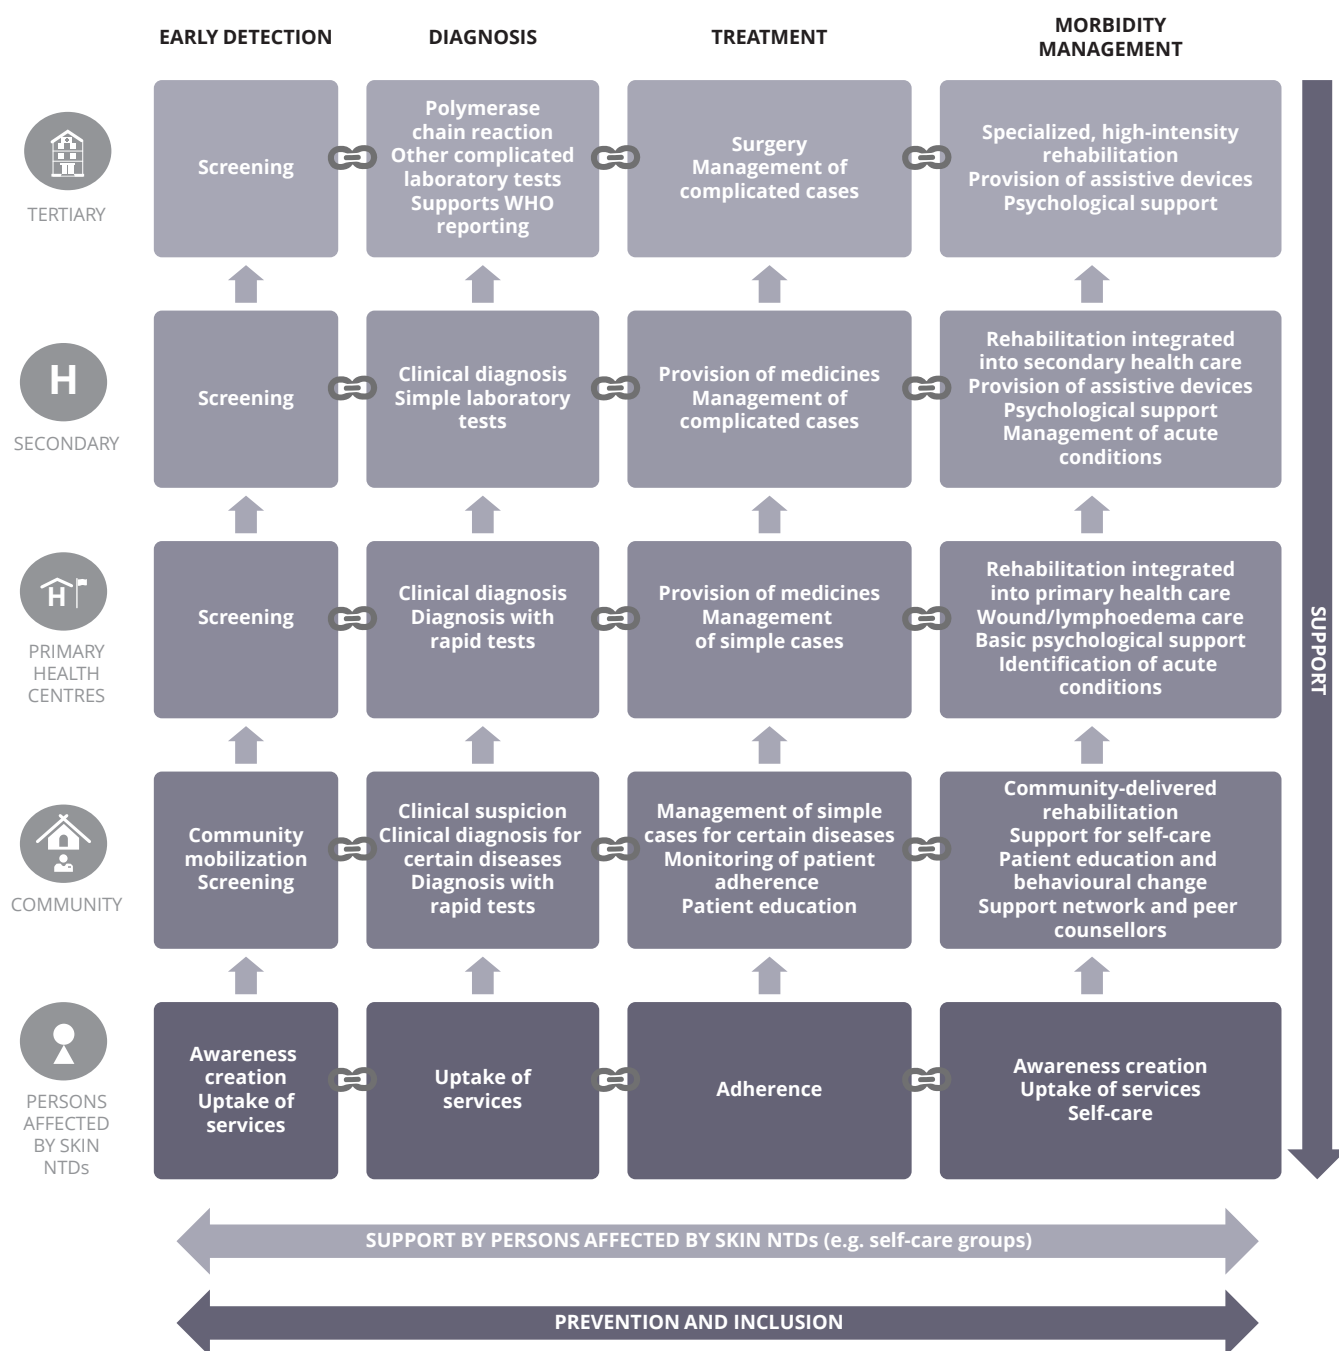 EARLY DETECTION
DIAGNOSIS
TREATMENT
MORBIDITY
MANAGEMENT
TERTIARY
Screening
Polymerase
chain reaction
Other complicated
laboratory tests
Supports WHO
reporting
Surgery
Management of
complicated cases
Specialized, high-intensity
rehabilitation
Provision of assistive devices
Psychological support
H
SECONDARY
Screening
Clinical diagnosis
Simple laboratory
tests
Provision of medicines
Management of
complicated cases
Rehabilitation integrated
into secondary health care
Provision of assistive devices
Psychological support
Management of acute
conditions
H
PRIMARY
HEALTH
CENTRES
Screening
Clinical diagnosis
Diagnosis with
rapid tests
Provision of medicines
Management
of simple cases
Rehabilitation integrated
into primary health care
Wound/lymphoedema care
Basic psychological support
Identification of acute
conditions
SUPPORT
COMMUNITY
Community
mobilization
Screening
Clinical suspicion
Clinical diagnosis for
certain diseases
Diagnosis with
rapid tests
Management of simple
cases for certain diseases
Monitoring of patient
adherence
Patient education
Community-delivered
rehabilitation
Support for self-care
Patient education and
behavioural change
Support network and peer
counsellors
PERSONS
AFFECTED
BY SKIN
NTDs
Awareness
creation
Uptake of
services
Uptake of
services
Adherence
Awareness creation
Uptake of services
Self-care
SUPPORT BY PERSONS AFFECTED BY SKIN NTDs (e.g. self-care groups)
PREVENTION AND INCLUSION